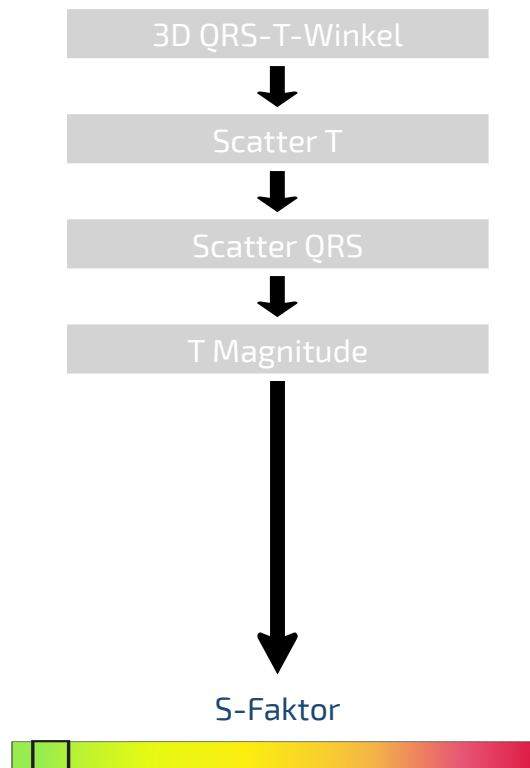 3D QRS-T-Winkel
Scatter T
Scatter QRS
T Magnitude
S-Faktor